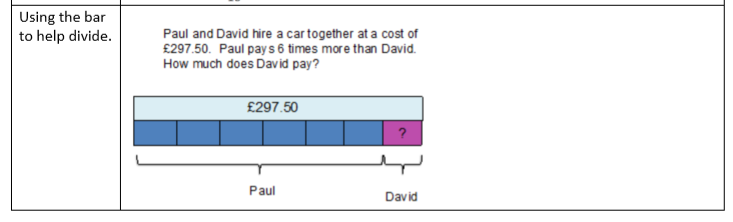 Using the bar
to help divide.
Paul and David hire a car together at a cost of
£297.50. Paul pays 6 times more than David.
How much does David pay?
£297.50
?
Paul
David